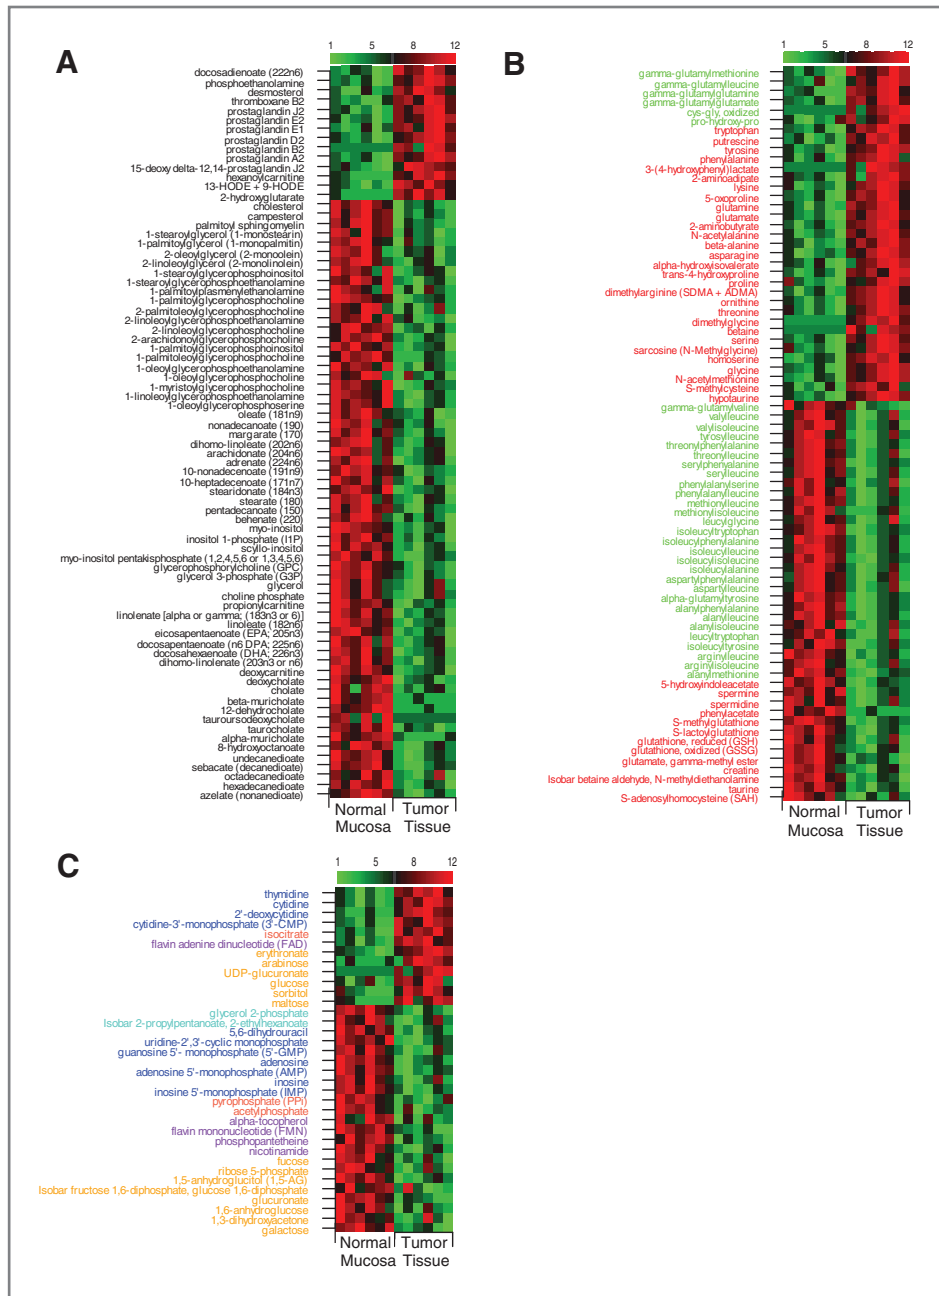 A
1 5 8 12
docosadienoate (222n6)
phosphoethanolamine
desmosterol
thromboxane B2
prostaglandin J2
prostaglandin E2
prostaglandin E1
prostaglandin D2
prostaglandin B2
prostaglandin A2
15-deoxy delta-12,14-prostaglandin J2
hexanoylcarnitine
13-HODE + 9-HODE
2-hydroxyglutarate
cholesterol
campesterol
palmitoyl sphingomyelin
1-stearoylglycerol (1-monostearin)
1-palmitoylglycerol (1-monopalmitin)
2-oleoylglycerol (2-monoolein)
2-linoleoylglycerol (2-monolinolein)
1-stearoylglycerophosphoinositol
1-stearoylglycerophosphoethanolamine
1-palmitoylplasmenylethanolamine
1-palmitoylglycerophosphocholine
2-palmitoylglycerophosphocholine
2-linoleoylglycerophosphoethanolamine
2-linoleoylglycerophosphocholine
2-arachidonoylglycerophosphocholine
1-palmitoylglycerophosphoinositol
1-palmitoleoylglycerophosphocholine
1-oleoylglycerophosphoethanolamine
1-oleoylglycerophosphocholine
1-myristoylglycerophosphocholine
1-linoleoylglycerophosphoethanolamine
1-oleoylglycerophosphoserine
oleate (181n9)
nonadecanoate (190)
margarate (170)
dihomo-linoleate (202n6)
arachidonate (204n6)
adrenate (224n6)
10-nonadecenoate (191n9)
10-heptadecenoate (171n7)
stearidonate (184n3)
stearate (180)
pentadecanoate (150)
behenate (220)
myo-inositol
inositol 1-phosphate (I1P)
scyllo-inositol
myo-inositol pentakisphosphate (1,2,4,5,6 or 1,3,4,5,6)
glycerophosphorylcholine (GPC)
glycerol 3-phosphate (G3P)
glycerol
choline phosphate
propionylcarnitine
linolenate [alpha or gamma; (183n3 or 6)]
linoleate (182n6)
eicosapentaenoate (EPA; 205n3)
docosapentaenoate (n6 DPA; 225n6)
docosahexaenoate (DHA; 226n3)
dihomo-linolenate (203n3 or n6)
deoxycarnitine
deoxycholate
cholate
beta-muricholate
12-dehydrocholate
tauroursodeoxycholate
taurocholate
alpha-muricholate
8-hydroxyoctanoate
undecanedioate
sebacate (decanedioate)
octadecanedioate
hexadecanedioate
azelate (nonanedioate)
Normal Tumor
Mucosa Tissue
B
1 5 8 12
gamma-glutamylmethionine
gamma-glutamylleucine
gamma-glutamylglutamine
gamma-glutamylglutamate
cys-gly, oxidized
pro-hydroxy-pro
tryptophan
putrescine
tyrosine
phenylalanine
3-(4-hydroxyphenyl)lactate
2-aminoadipate
lysine
5-oxoproline
glutamine
glutamate
2-aminobutyrate
N-acetylalanine
beta-alanine
asparagine
alpha-hydroxyisovalerate
trans-4-hydroxyproline
proline
dimethylarginine (SDMA + ADMA)
ornithine
threonine
dimethylglycine
betaine
serine
sarcosine (N-Methylglycine)
homoserine
glycine
N-acetylmethionine
S-methylcysteine
hypotaurine
gamma-glutamylvaline
valylleucine
valylisoleucine
tyrosylleucine
threonylphenylalanine
threonylleucine
serylphenylalanine
serylleucine
phenylalanylserine
phenylalanylleucine
methionylleucine
methionylisoleucine
leucylglycine
isoleucyltryptophan
isoleucylphenylalanine
isoleucylleucine
isoleucylisoleucine
isoleucylalanine
aspartylphenylalanine
aspartylleucine
alpha-glutamyltyrosine
alanylphenylalanine
alanylleucine
alanylisoleucine
leucyltryptophan
isoleucyltyrosine
arginylleucine
arginylisoleucine
alanylmethionine
5-hydroxyindoleacetate
spermine
spermidine
phenylacetate
S-methylglutathione
S-lactoylglutathione
glutathione, reduced (GSH)
glutathione, oxidized (GSSG)
glutamate, gamma-methyl ester
creatine
Isobar betaine aldehyde, N-methyldiethanolamine
taurine
S-adenosylhomocysteine (SAH)
Normal Tumor
Mucosa Tissue
C
1 5 8 12
thymidine
cytidine
2'-deoxycytidine
cytidine-3'-monophosphate (3'-CMP)
isocitrate
flavin adenine dinucleotide (FAD)
erythronate
arabinose
UDP-glucuronate
glucose
sorbitol
maltose
glycerol 2-phosphate
Isobar 2-propylpentanoate, 2-ethylhexanoate
5,6-dihydrouracil
uridine-2',3'-cyclic monophosphate
guanosine 5'- monophosphate (5'-GMP)
adenosine
adenosine 5'-monophosphate (AMP)
inosine
inosine 5'-monophosphate (IMP)
pyrophosphate (PPi)
acetylphosphate
alpha-tocopherol
flavin mononucleotide (FMN)
phosphopantetheine
nicotinamide
fucose
ribose 5-phosphate
1,5-anhydroglucitol (1,5-AG)
Isobar fructose 1,6-diphosphate, glucose 1,6-diphosphate
glucuronate
1,6-anhydroglucose
1,3-dihydroxyacetone
galactose
Normal Tumor
Mucosa Tissue